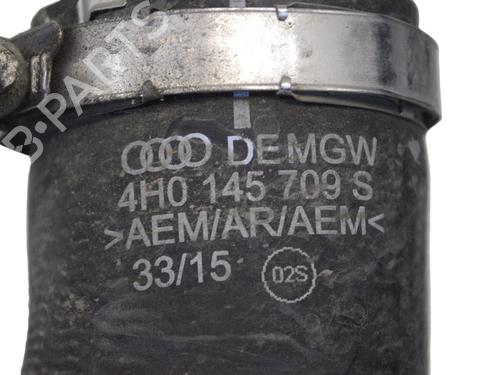 B-PARTS
DEMGW
4H0 145 709 S
>AEM/AR/AEM<
33/15
02S